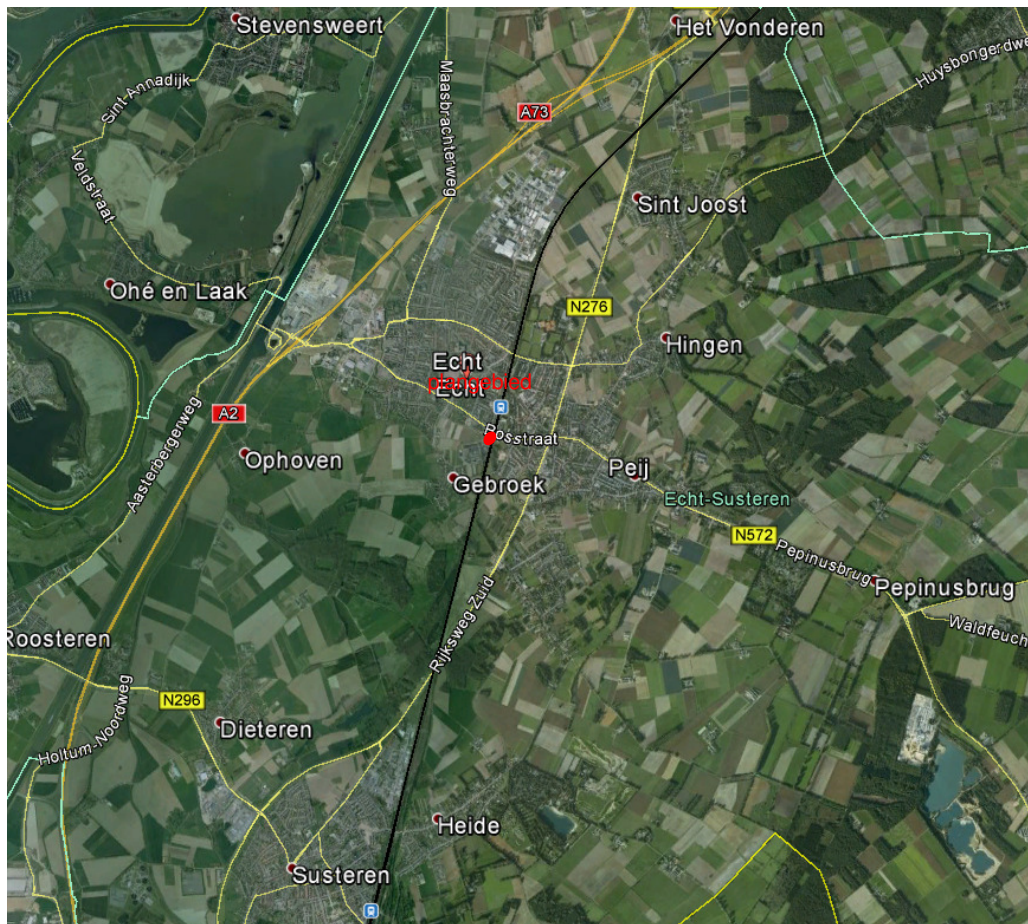 Stevensweert
Het Vonderen
Huysbongerdwe
Sint Annadijk
Maasbrachterweg
A73
Veldstraat
Sint Joost
Ohé en Laak
N276
Hingen
Echt
plangebied
Echt
A2
Aasterbergerweg
Posstraat
Ophoven
Peij
Gebroek
Echt-Susteren
N572
Pepinusbrug
Pepinusbrug
Waldfeuch
Roosteren
Rijksweg-Zuid
N296
Dieteren
Holtum-Noordweg
Heide
Susteren